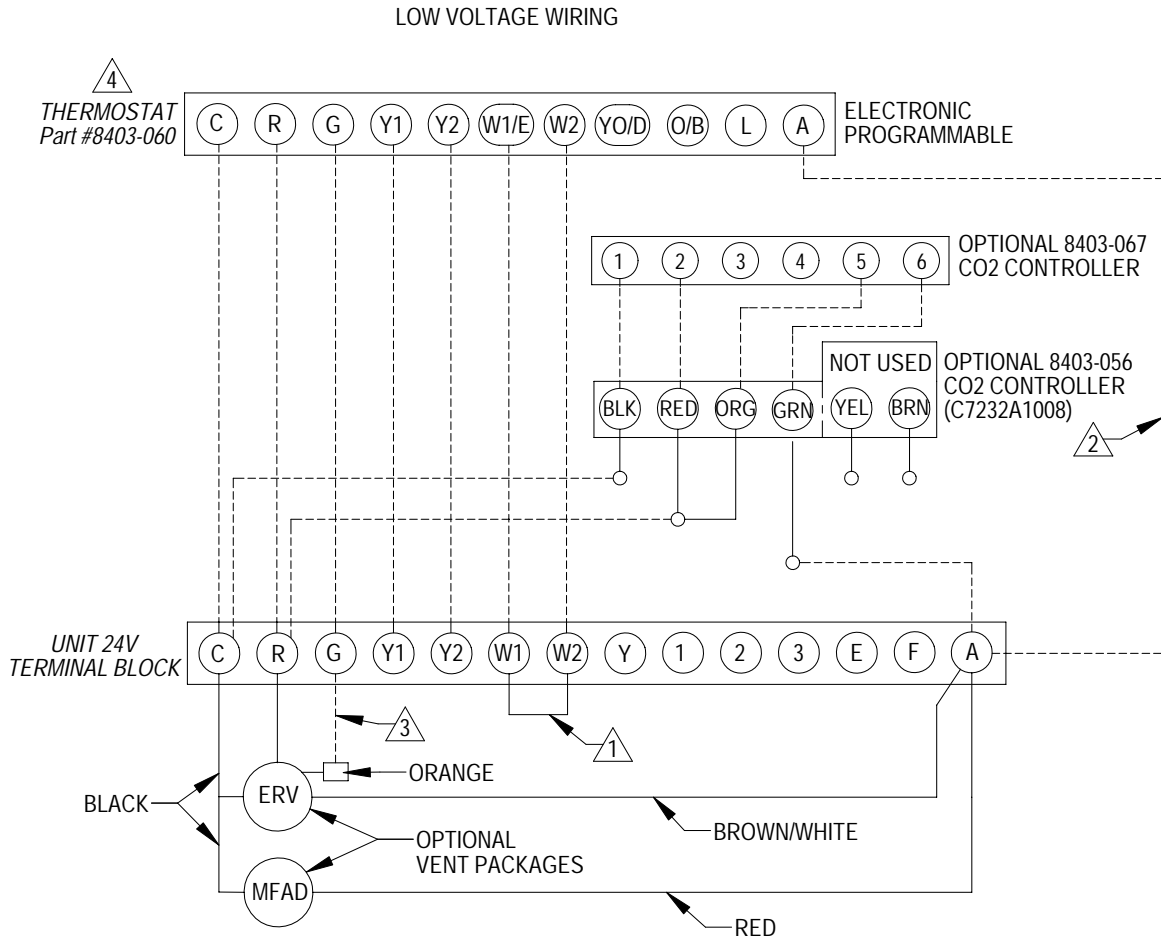 LOW VOLTAGE WIRING
4
THERMOSTAT
Part #8403-060
C R G Y1 Y2 W1/E W2 YO/D O/B L A
ELECTRONIC
PROGRAMMABLE
1 2 3 4 5 6
OPTIONAL 8403-067
CO2 CONTROLLER
NOT USED
BLK RED ORG GRN YEL BRN
OPTIONAL 8403-056
CO2 CONTROLLER
(C7232A1008)
2
UNIT 24V
TERMINAL BLOCK
C R G Y1 Y2 W1 W2 Y 1 2 3 E F A
3
1
ORANGE
BLACK
ERV
BROWN/WHITE
OPTIONAL
VENT PACKAGES
MFAD
RED